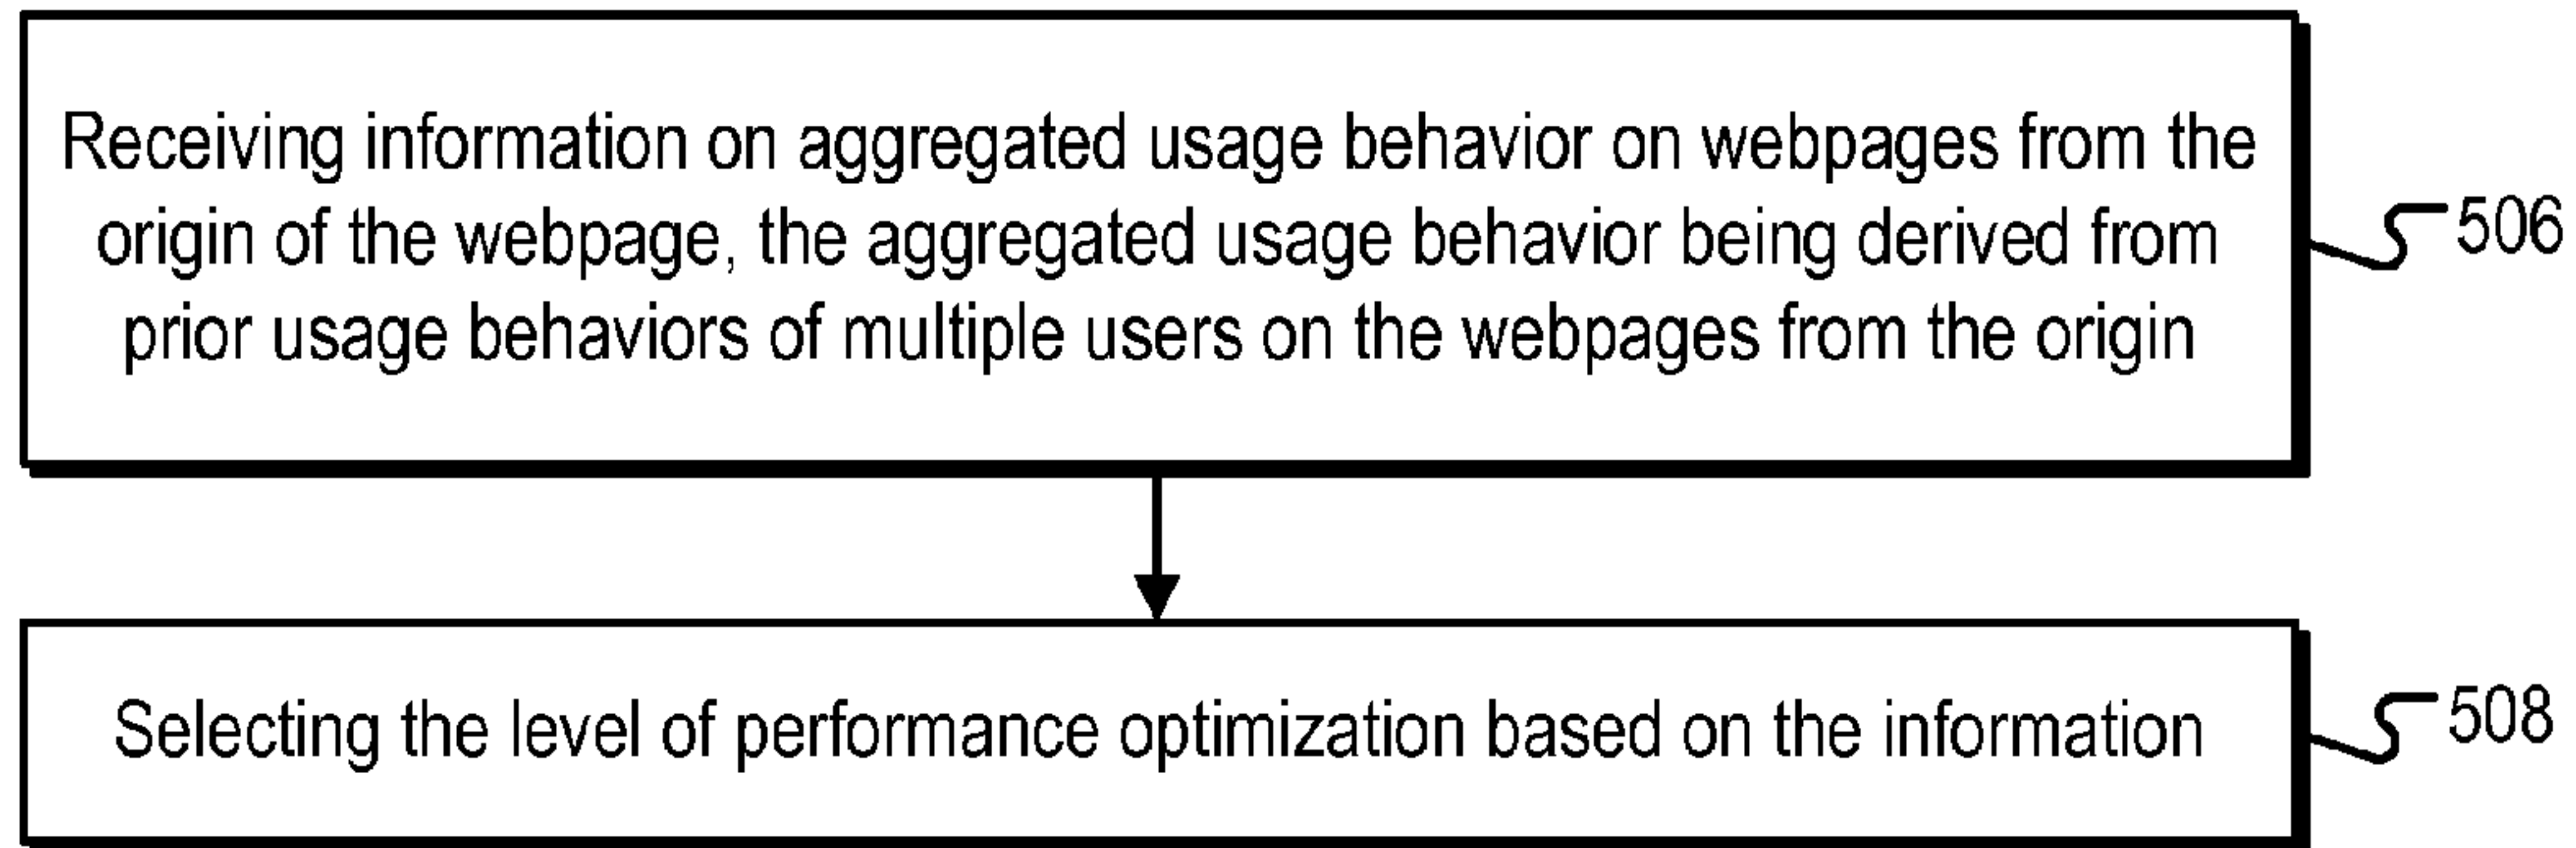 Receiving information on aggregated usage behavior on webpages from the
origin of the webpage, the aggregated usage behavior being derived from
prior usage behaviors of multiple users on the webpages from the origin
506
Selecting the level of performance optimization based on the information
508